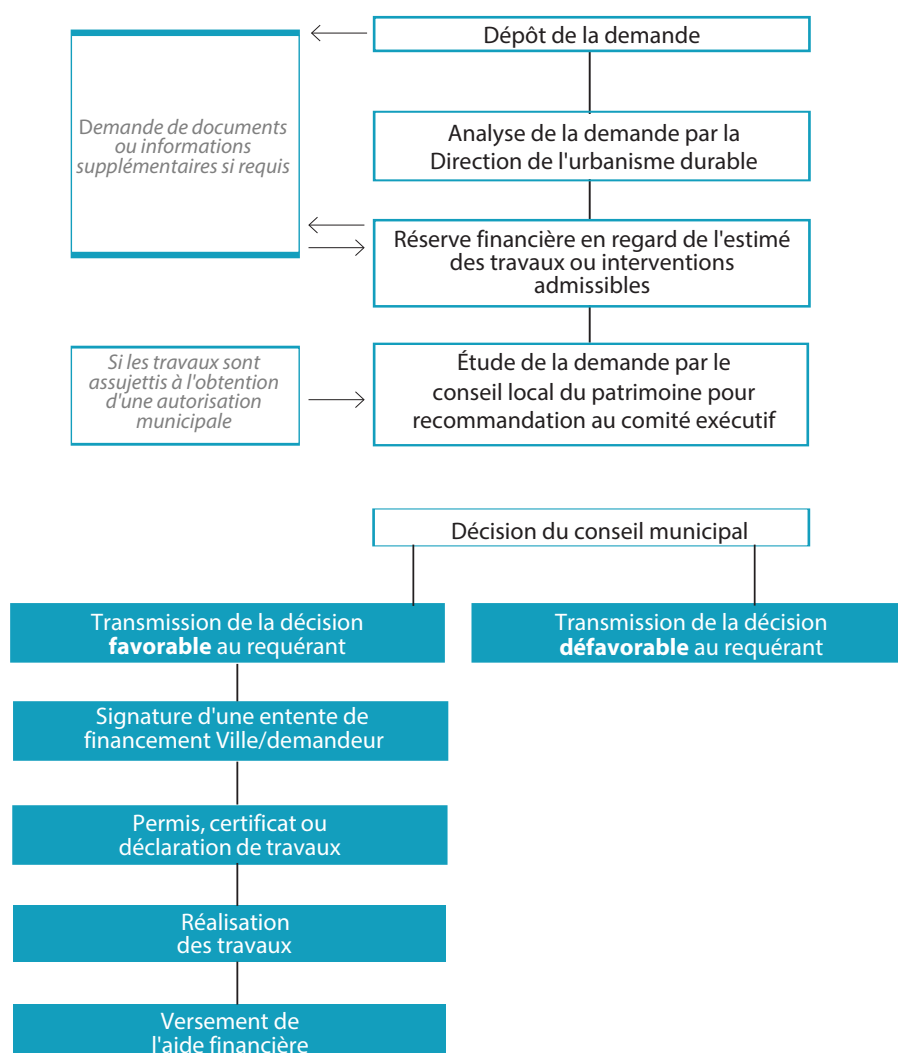 Dépôt de la demande
Demande de documents
ou informations
supplémentaires si requis
Analyse de la demande par la
Direction de l'urbanisme durable
Réserve financière en regard de l'estimé
des travaux ou interventions
admissibles
Si les travaux sont
assujettis à l'obtention
d'une autorisation
municipale
Étude de la demande par le
conseil local du patrimoine pour
recommandation au comité exécutif
Décision du conseil municipal
Transmission de la décision
favorable au requérant
Transmission de la décision
défavorable au requérant
Signature d'une entente de
financement Ville/demandeur
Permis, certificat ou
déclaration de travaux
Réalisation
des travaux
Versement de
l'aide financière